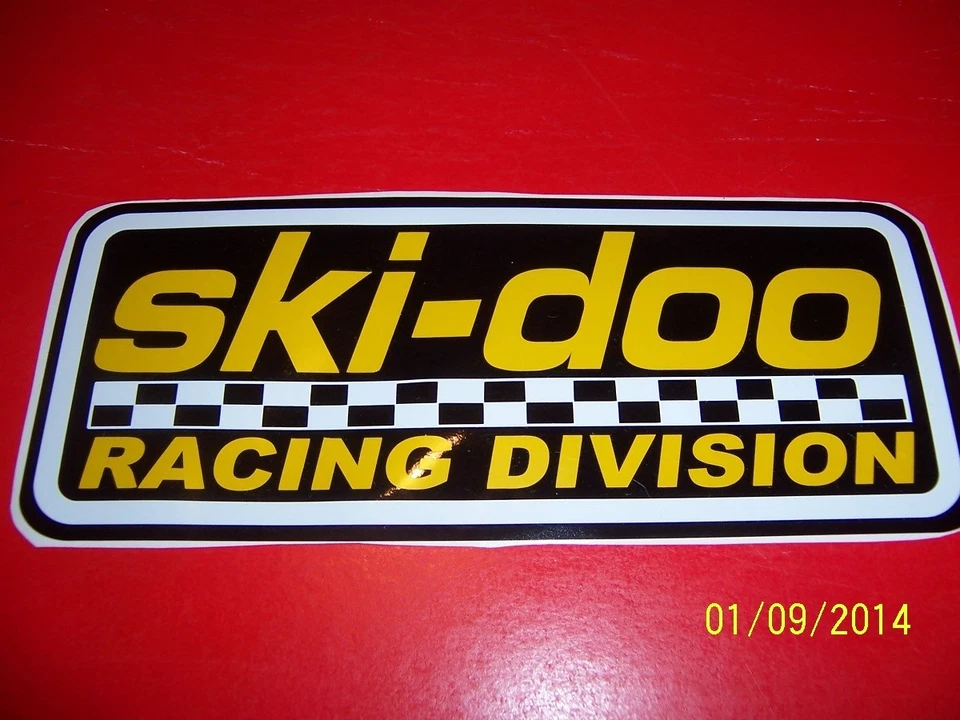 ski-doo
RACING DIVISION
01/09/2014